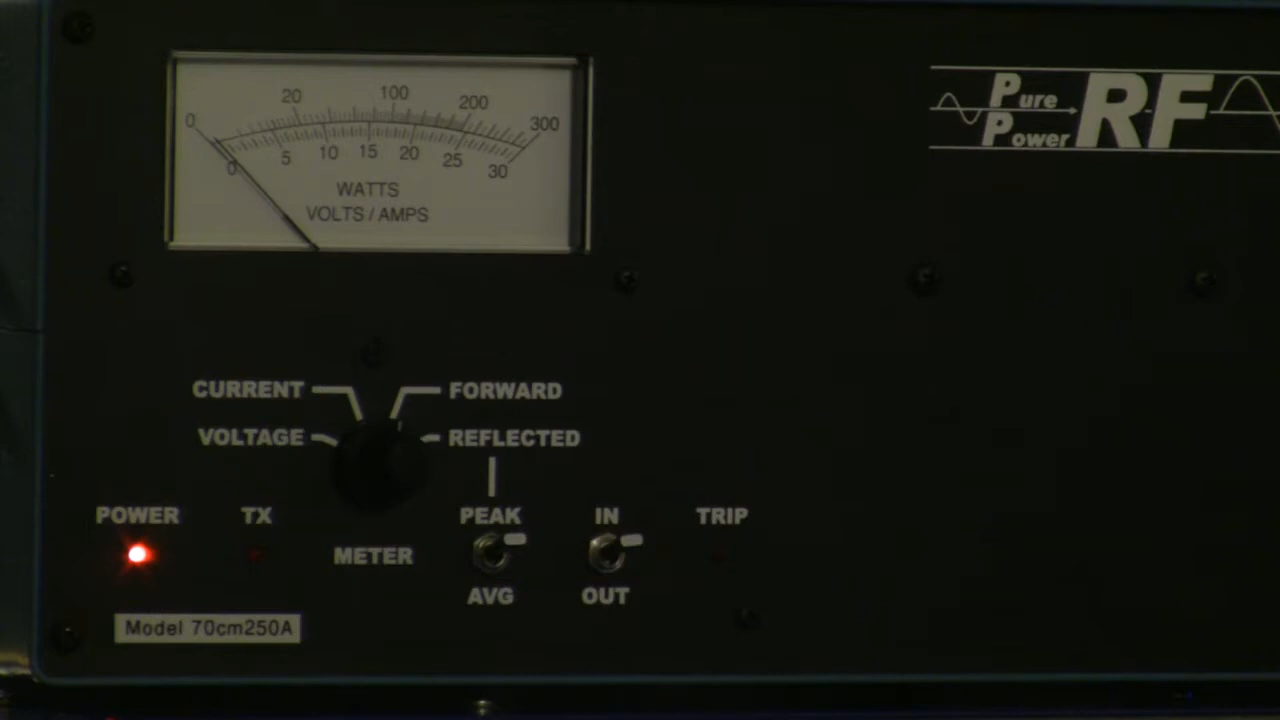 0 20 100 200 300
0 5 10 15 20 25 30
WATTS
VOLTS / AMPS
Pure
Power
RF
CURRENT FORWARD
VOLTAGE REFLECTED
POWER TX PEAK IN TRIP
METER
AVG OUT
Model 70cm250A